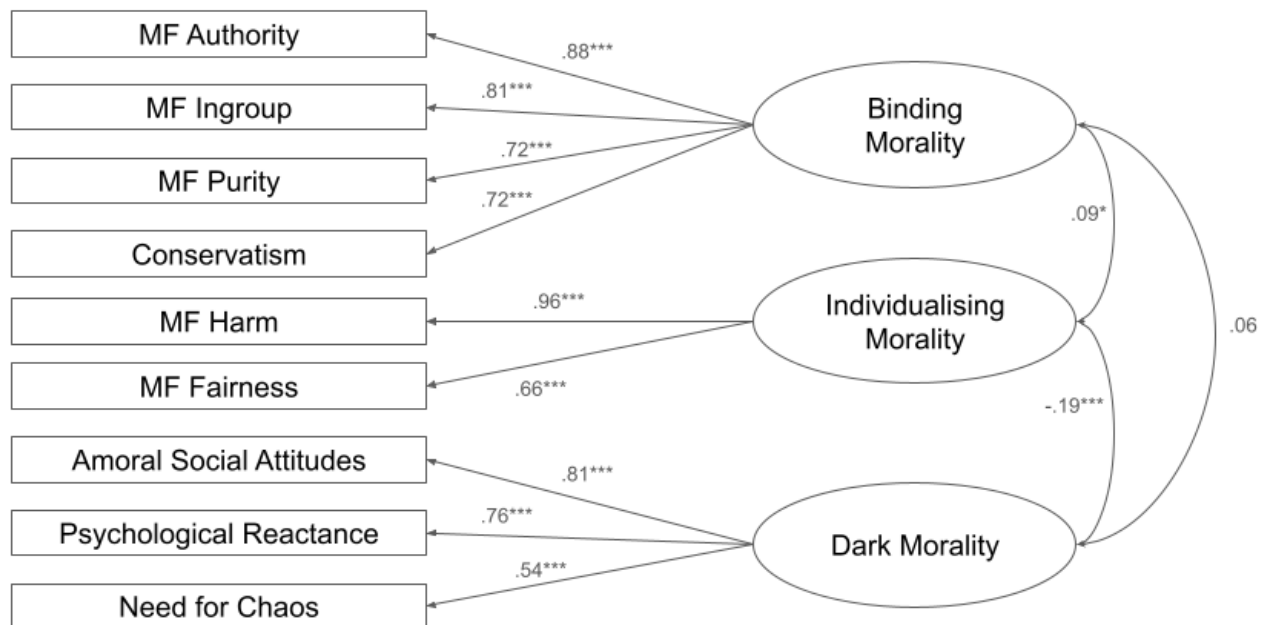 MF Authority
.88***
MF Ingroup
.81***
Binding
Morality
MF Purity
.72***
.72***
Conservatism
.09*
MF Harm
.96***
Individualising
Morality
.06
MF Fairness
.66***
-.19***
Amoral Social Attitudes
.81***
Psychological Reactance
.76***
Dark Morality
.54***
Need for Chaos